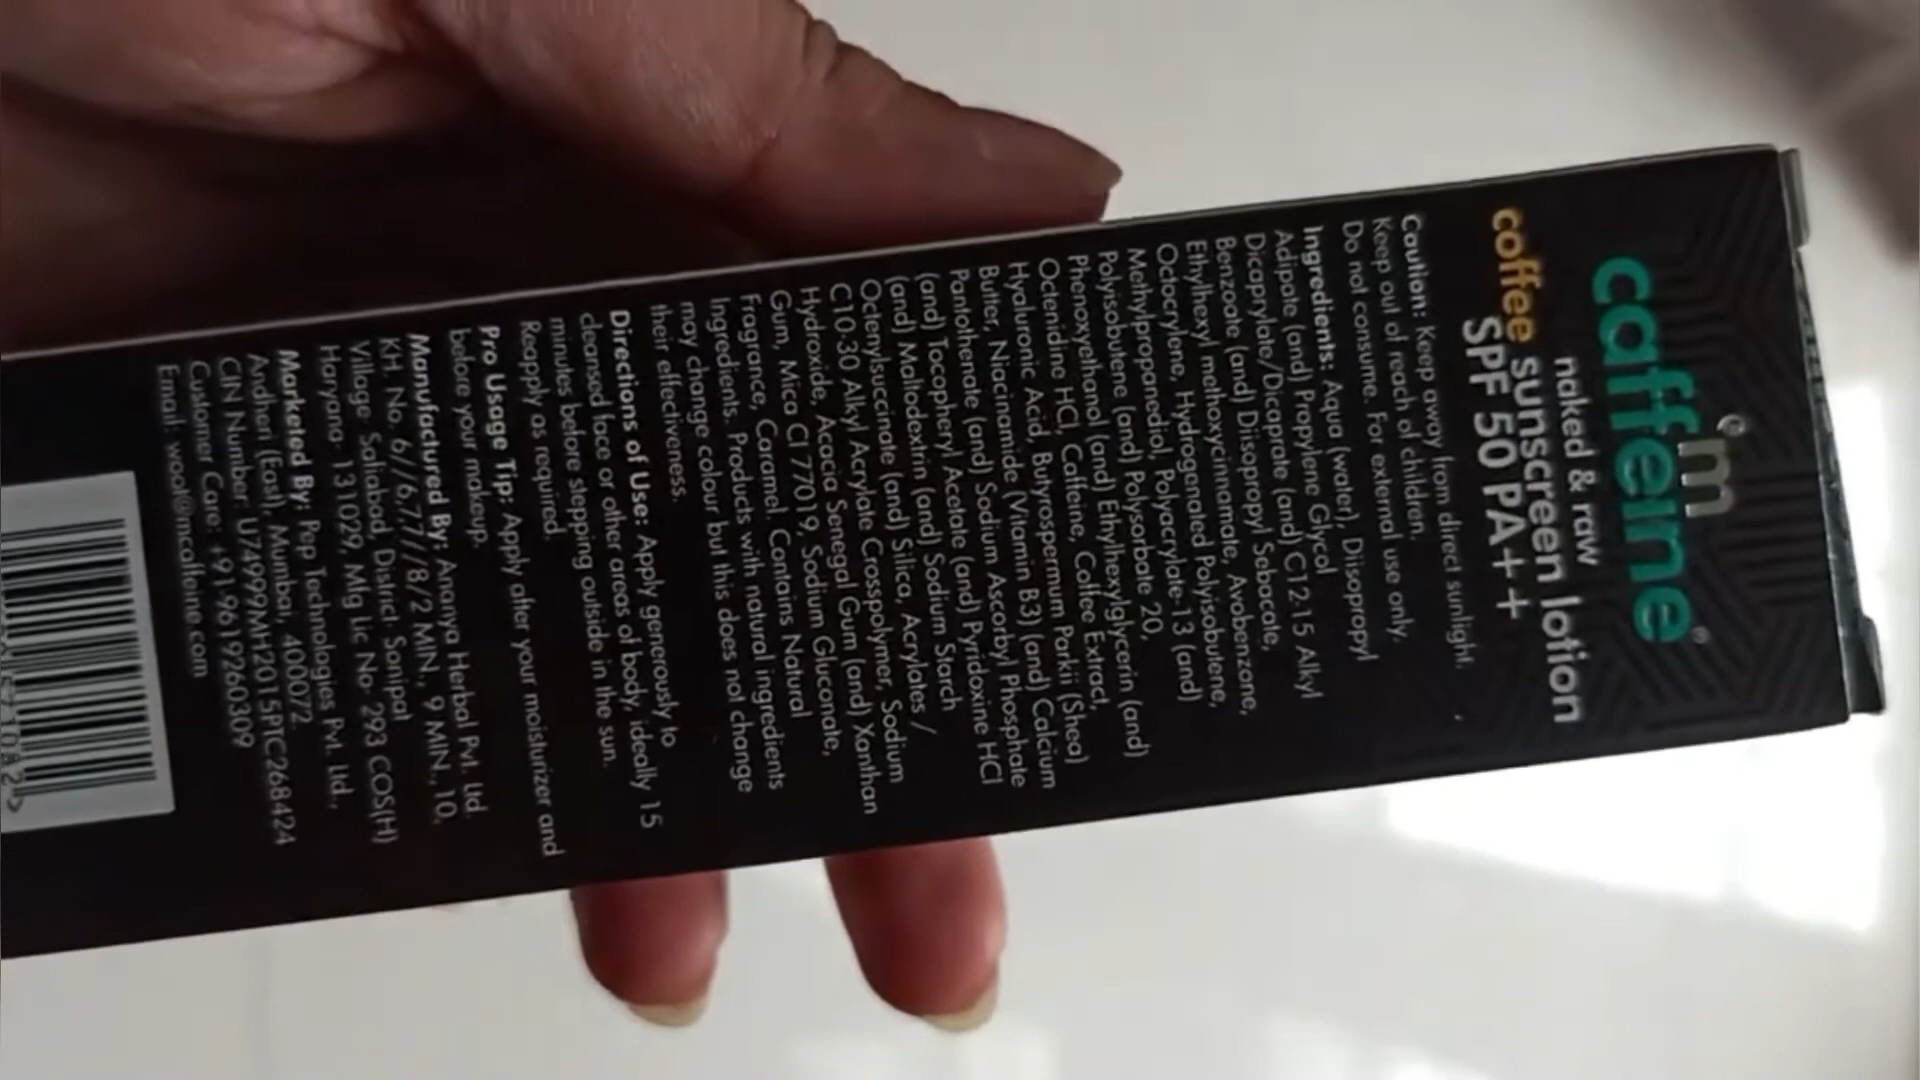 m
caffeine®
naked & raw
coffee sunscreen lotion
SPF 50 PA++
Caution: Keep away from direct sunlight.
Keep out of reach of children.
Do not consume. For external use only.
Ingredients: Aqua (water), Diisopropyl
Adipate (and) Propylene Glycol
Dicaprylate/Dicaprate (and) C12-15 Alkyl
Benzoate (and) Diisopropyl Sebacate,
Ethylhexyl methoxycinnamate, Avobenzone,
Octocrylene, Hydrogenated Polyisobutene,
Methylpropanediol, Polyacrylate-13 (and)
Polyisobutene (and) Polysorbate 20,
Phenoxyethanol (and) Ethylhexylglycerin (and)
Octenidine HCl, Caffeine, Coffee Extract,
Hyaluronic Acid, Butyrospermum Parkii (Shea)
Butter, Niacinamide (Vitamin B3) (and) Calcium
Pantothenate (and) Sodium Ascorbyl Phosphate
(and) Tocopheryl Acetate (and) Pyridoxine HCl
(and) Maltodextrin (and) Sodium Starch
Octenylsuccinate (and) Silica, Acrylates /
C10-30 Alkyl Acrylate Crosspolymer, Sodium
Hydroxide, Acacia Senegal Gum (and) Xanthan
Gum, Mica CI 77019, Sodium Gluconate,
Fragrance, Caramel. Contains Natural
Ingredients. Products with natural ingredients
may change colour but this does not change
their effectiveness.
Directions of Use: Apply generously to
cleansed face or other areas of body, ideally 15
minutes before stepping outside in the sun.
Reapply as required.
Pro Usage Tip: Apply after your moisturizer and
before your makeup.
Manufactured By: Ananya Herbal Pvt. Ltd.
KH. No. 6//6,7,7//8/2 MIN., 9 MIN.,10,
Village- Saliabad, District- Sonipat
Haryana- 131029, Mfg Lic No- 293 COS(H)
Marketed By: Pep Technologies Pvt. Ltd.,
Andheri (East), Mumbai, 400072.
CIN Number: U74999MH2015PTC268424
Customer Care: +91 9619260309
Email: woo@mcaffeine.com